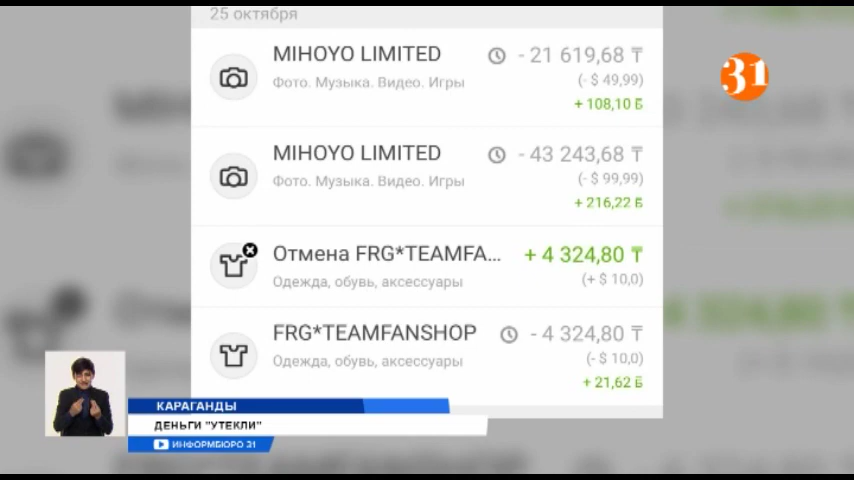 25 октября
MIHOYO LIMITED
- 21 619,68 ₸
Фото. Музыка. Видео. Игры
(- $ 49,99)
+ 108,10 Б
31
MIHOYO LIMITED
- 43 243,68 ₸
Фото. Музыка. Видео. Игры
(- $ 99,99)
+ 216,22 Б
Отмена FRG*TEAMFA...
+ 4 324,80 ₸
Одежда, обувь, аксессуары
(+ $ 10,0)
FRG*TEAMFANSHOP
- 4 324,80 ₸
Одежда, обувь, аксессуары
(- $ 10,0)
+ 21,62 Б
КАРАГАНДЫ
ДЕНЬГИ "УТЕКЛИ"
ИНФОРМБЮРО 31